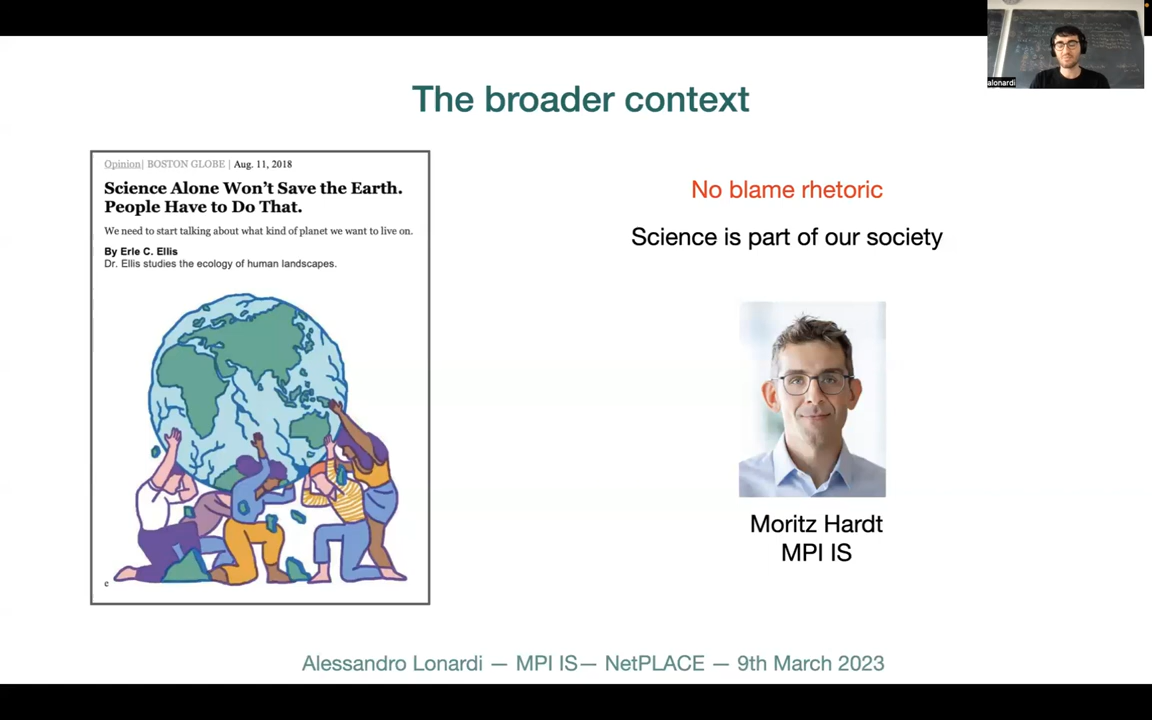 alonardi
The broader context
Opinion| BOSTON GLOBE | Aug. 11, 2018
Science Alone Won’t Save the Earth.
People Have to Do That.
We need to start talking about what kind of planet we want to live on.
By Erle C. Ellis
Dr. Ellis studies the ecology of human landscapes.
c
No blame rhetoric
Science is part of our society
Moritz Hardt
MPI IS
Alessandro Lonardi — MPI IS— NetPLACE — 9th March 2023